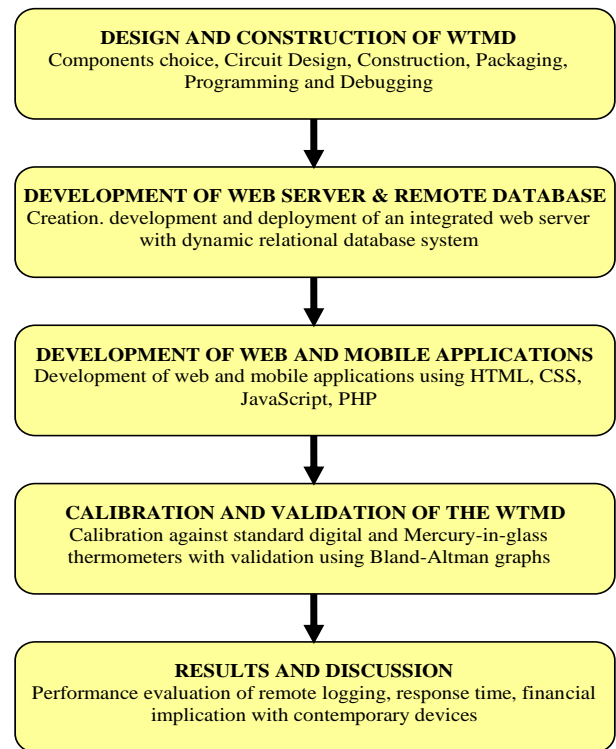 DESIGN AND CONSTRUCTION OF WTMD
Components choice, Circuit Design, Construction, Packaging,
Programming and Debugging
DEVELOPMENT OF WEB SERVER & REMOTE DATABASE
Creation. development and deployment of an integrated web server
with dynamic relational database system
DEVELOPMENT OF WEB AND MOBILE APPLICATIONS
Development of web and mobile applications using HTML, CSS,
JavaScript, PHP
CALIBRATION AND VALIDATION OF THE WTMD
Calibration against standard digital and Mercury-in-glass
thermometers with validation using Bland-Altman graphs
RESULTS AND DISCUSSION
Performance evaluation of remote logging, response time, financial
implication with contemporary devices